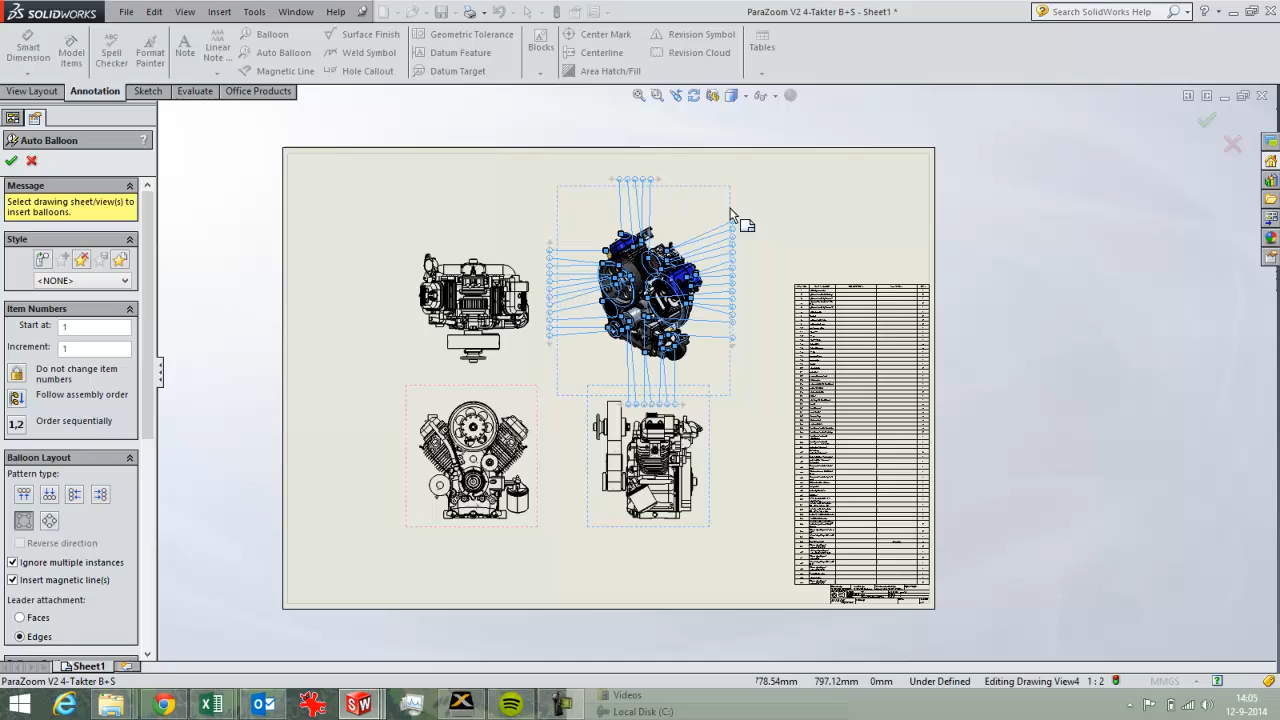 SOLIDWORKS File Edit View Insert Tools Window Help ParaZoom V2 4-Takter B+S - Sheet1 * Search SolidWorks Help
Smart Dimension
Model Items
Spell Checker
Format Painter
Note
Linear Note ...
Balloon
Auto Balloon
Magnetic Line
Surface Finish
Weld Symbol
Hole Callout
Geometric Tolerance
Datum Feature
Datum Target
Blocks
Center Mark
Centerline
Area Hatch/Fill
Revision Symbol
Revision Cloud
Tables
View Layout Annotation Sketch Evaluate Office Products
Auto Balloon ?
Message
Select drawing sheet/view(s) to
insert balloons.
Style
<NONE>
Item Numbers
Start at: 1
Increment: 1
Do not change item
numbers
Follow assembly order
1,2 Order sequentially
Balloon Layout
Pattern type:
Reverse direction
Ignore multiple instances
Insert magnetic line(s)
Leader attachment:
Faces
Edges
Sheet1
ParaZoom V2 4-Takter B+S 797.12mm 0mm Under Defined Editing Drawing View4 1 : 2 MMGS ?
Videos
Local Disk (C:)
14:05
12-9-2014